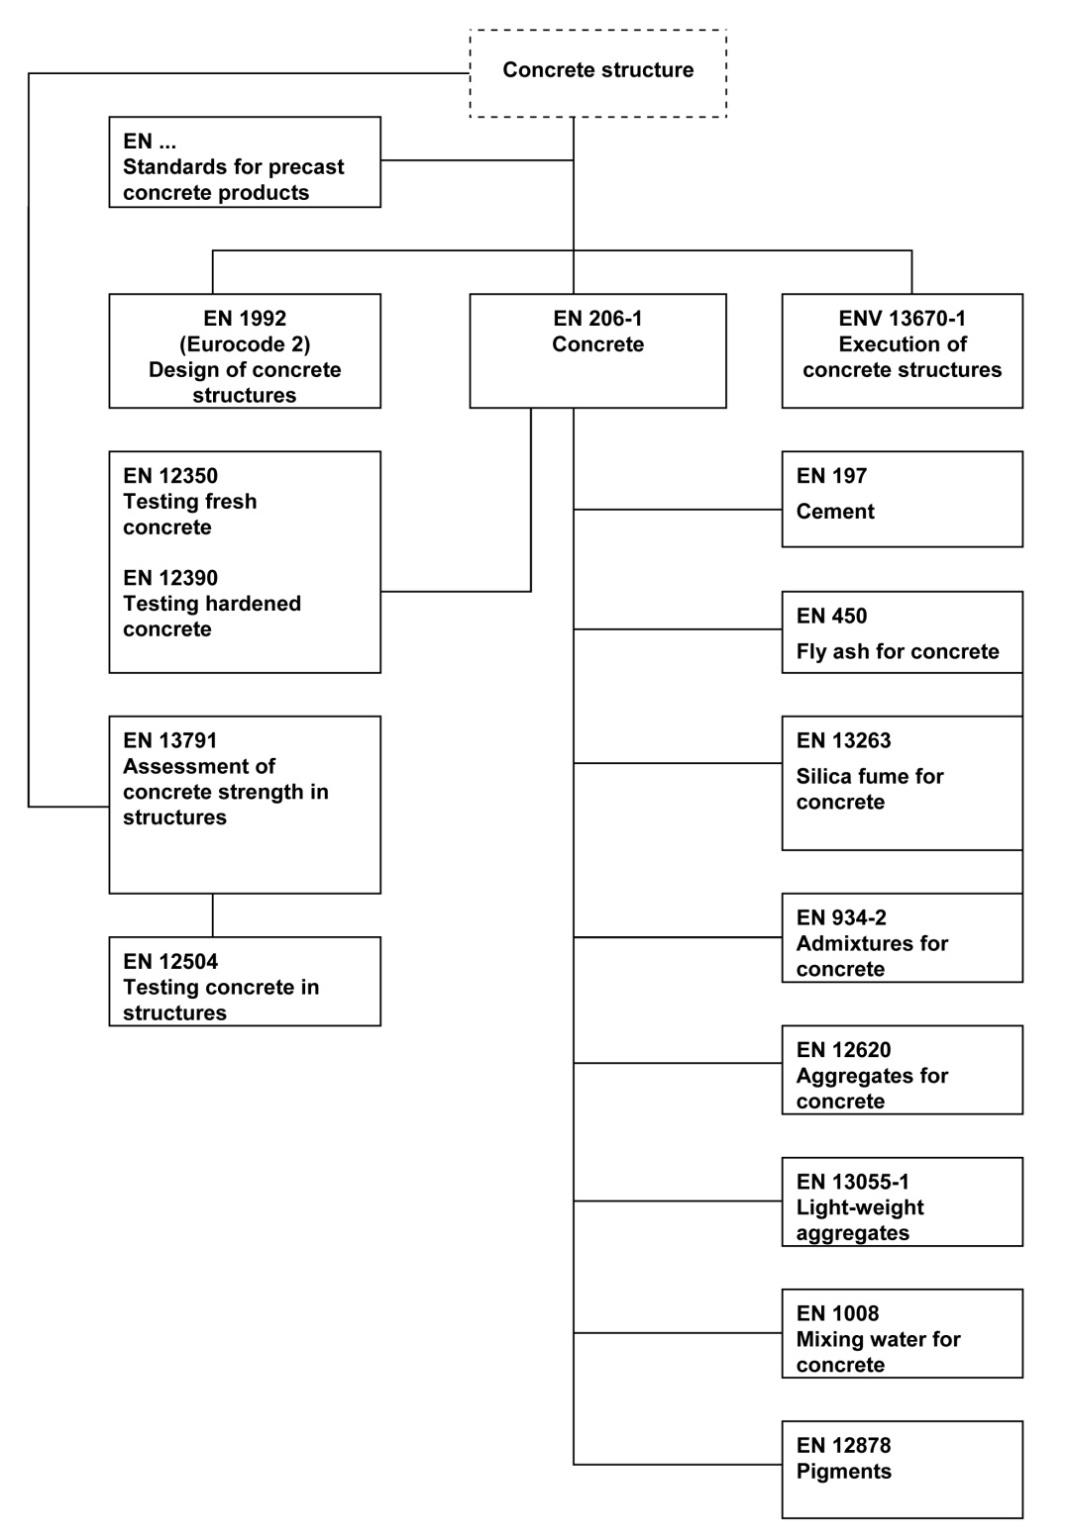 Concrete structure
EN ...
Standards for precast
concrete products
EN 1992
(Eurocode 2)
Design of concrete
structures
EN 206-1
Concrete
ENV 13670-1
Execution of
concrete structures
EN 12350
Testing fresh
concrete
EN 12390
Testing hardened
concrete
EN 13791
Assessment of
concrete strength in
structures
EN 12504
Testing concrete in
structures
EN 197
Cement
EN 450
Fly ash for concrete
EN 13263
Silica fume for
concrete
EN 934-2
Admixtures for
concrete
EN 12620
Aggregates for
concrete
EN 13055-1
Light-weight
aggregates
EN 1008
Mixing water for
concrete
EN 12878
Pigments